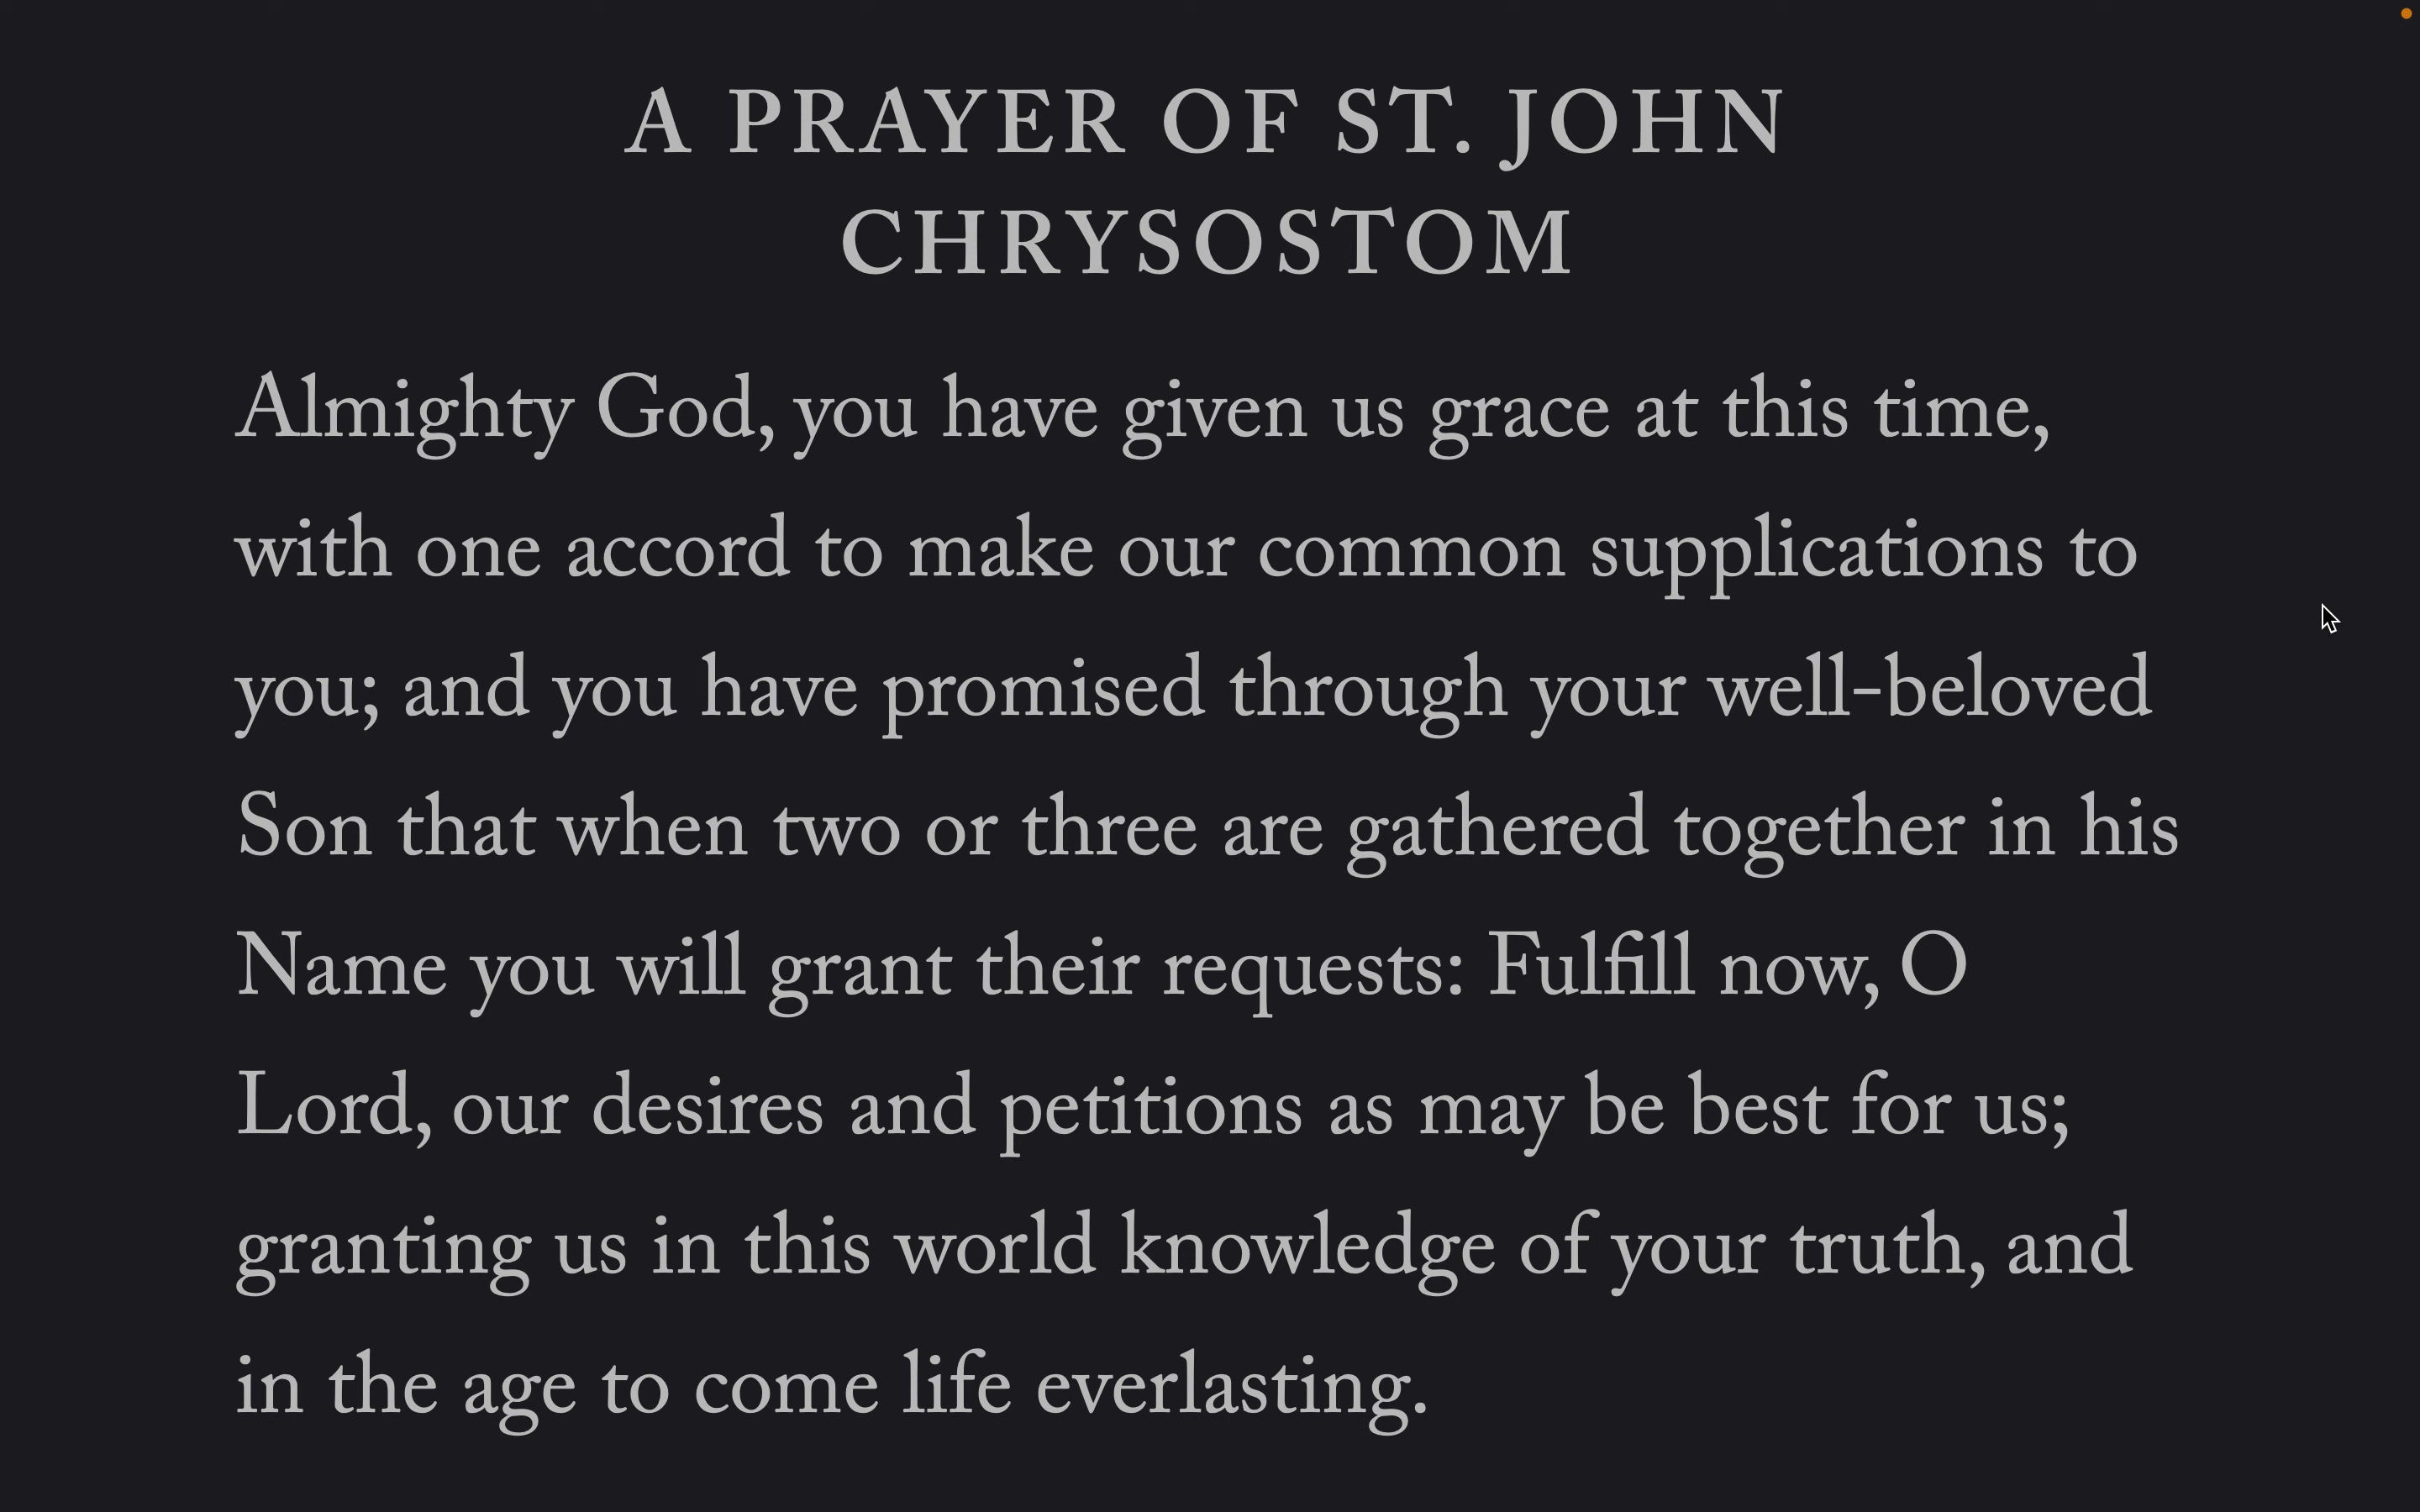 A PRAYER OF ST. JOHN
CHRYSOSTOM
Almighty God, you have given us grace at this time,
with one accord to make our common supplications to
you; and you have promised through your well-beloved
Son that when two or three are gathered together in his
Name you will grant their requests: Fulfill now, O
Lord, our desires and petitions as may be best for us;
granting us in this world knowledge of your truth, and
in the age to come life everlasting.